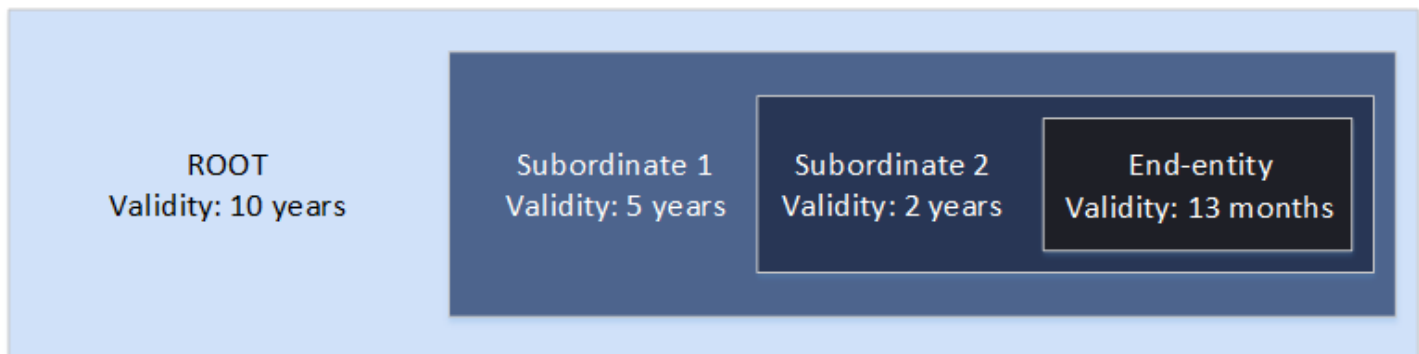 ROOT
Validity: 10 years
Subordinate 1
Validity: 5 years
Subordinate 2
Validity: 2 years
End-entity
Validity: 13 months